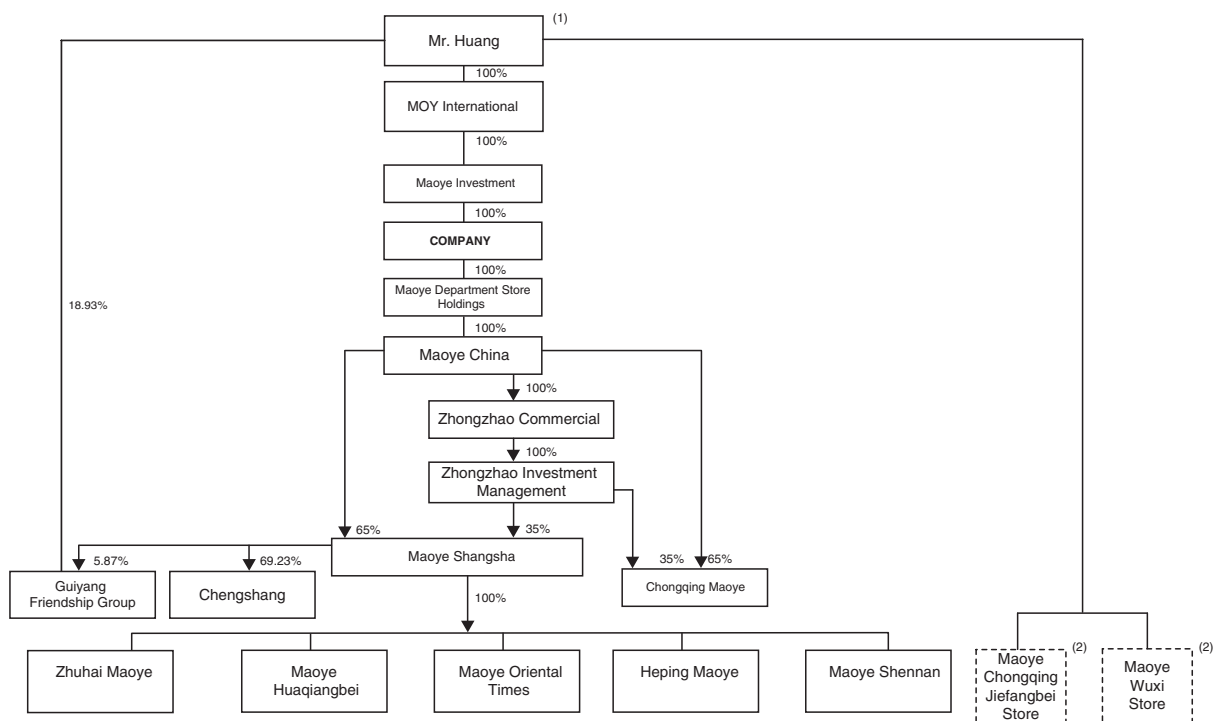 (1)
Mr. Huang
100%
MOY International
100%
Maoye Investment
100%
COMPANY
100%
Maoye Department Store
Holdings
18.93%
100%
Maoye China
100%
Zhongzhao Commercial
100%
Zhongzhao Investment
Management
65%
35%
Maoye Shangsha
5.87%
69.23%
35%
65%
Guiyang
Friendship Group
Chengshang
Chongqing Maoye
100%
Zhuhai Maoye
Maoye
Huaqiangbei
Maoye Oriental
Times
Heping Maoye
Maoye Shennan
Maoye
Chongqing
Jiefangbei
Store
(2)
Maoye
Wuxi
Store
(2)